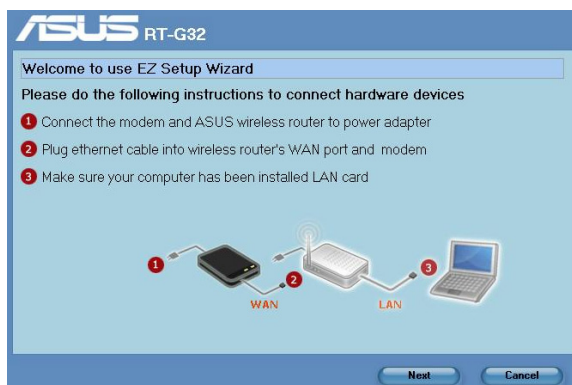 ASUS RT-G32
Welcome to use EZ Setup Wizard
Please do the following instructions to connect hardware devices
1 Connect the modem and ASUS wireless router to power adapter
2 Plug ethernet cable into wireless router's WAN port and modem
3 Make sure your computer has been installed LAN card
1
2
3
WAN
LAN
Next
Cancel